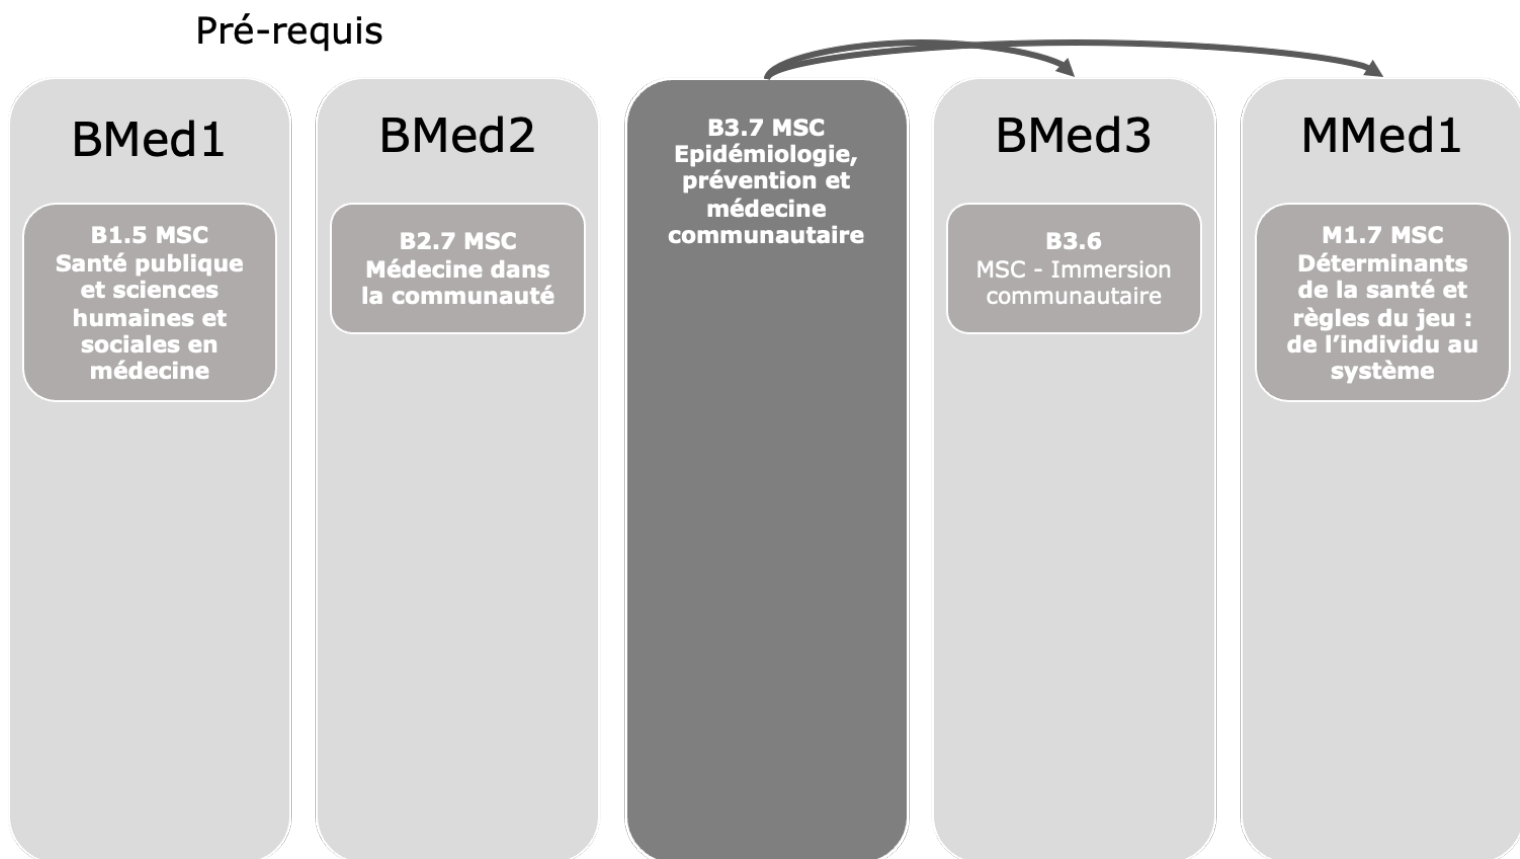 Pré-requis
BMed1
B1.5 MSC
Santé publique
et sciences
humaines et
sociales en
médecine
BMed2
B2.7 MSC
Médecine dans
la communauté
B3.7 MSC
Epidémiologie,
prévention et
médecine
communautaire
BMed3
B3.6
MSC - Immersion
communautaire
MMed1
M1.7 MSC
Déterminants
de la santé et
règles du jeu :
de l’individu au
système